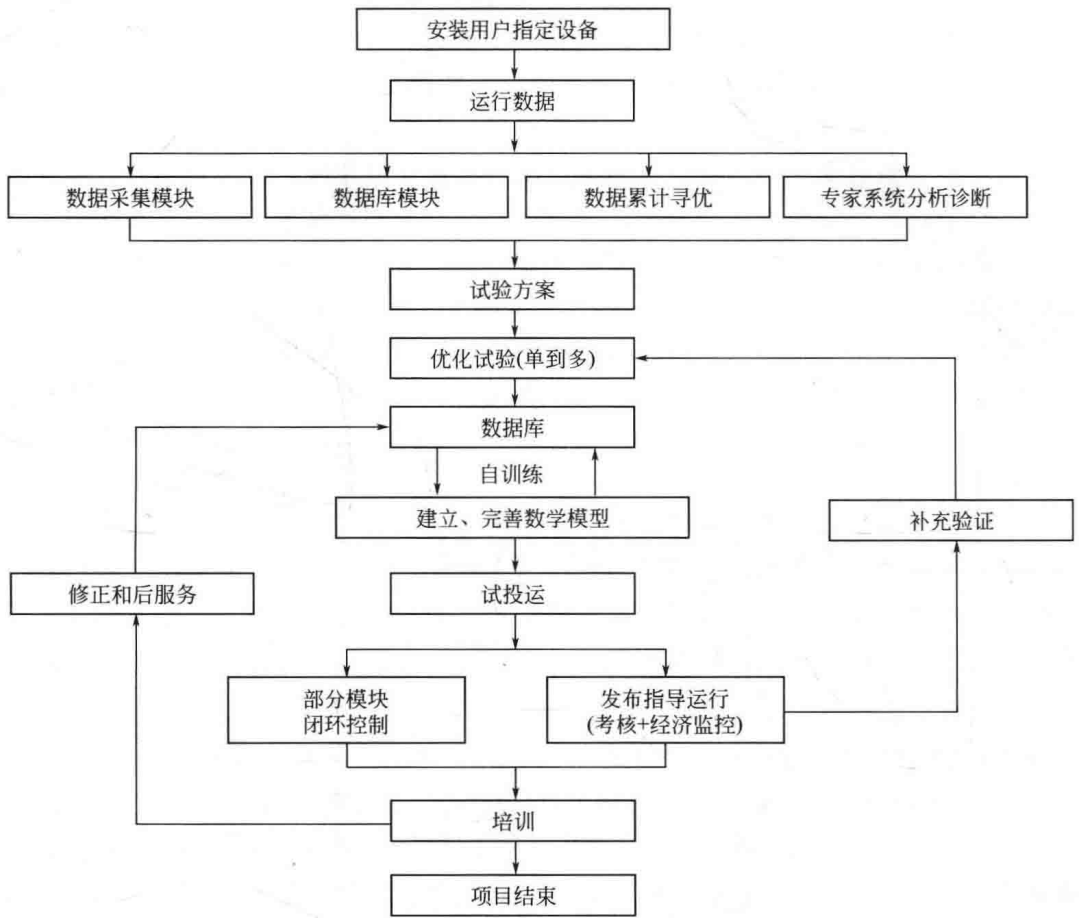 安装用户指定设备
运行数据
数据采集模块
数据库模块
数据累计寻优
专家系统分析诊断
试验方案
优化试验(单到多)
数据库
自训练
建立、完善数学模型
补充验证
修正和后服务
试投运
部分模块
闭环控制
发布指导运行
(考核+经济监控)
培训
项目结束